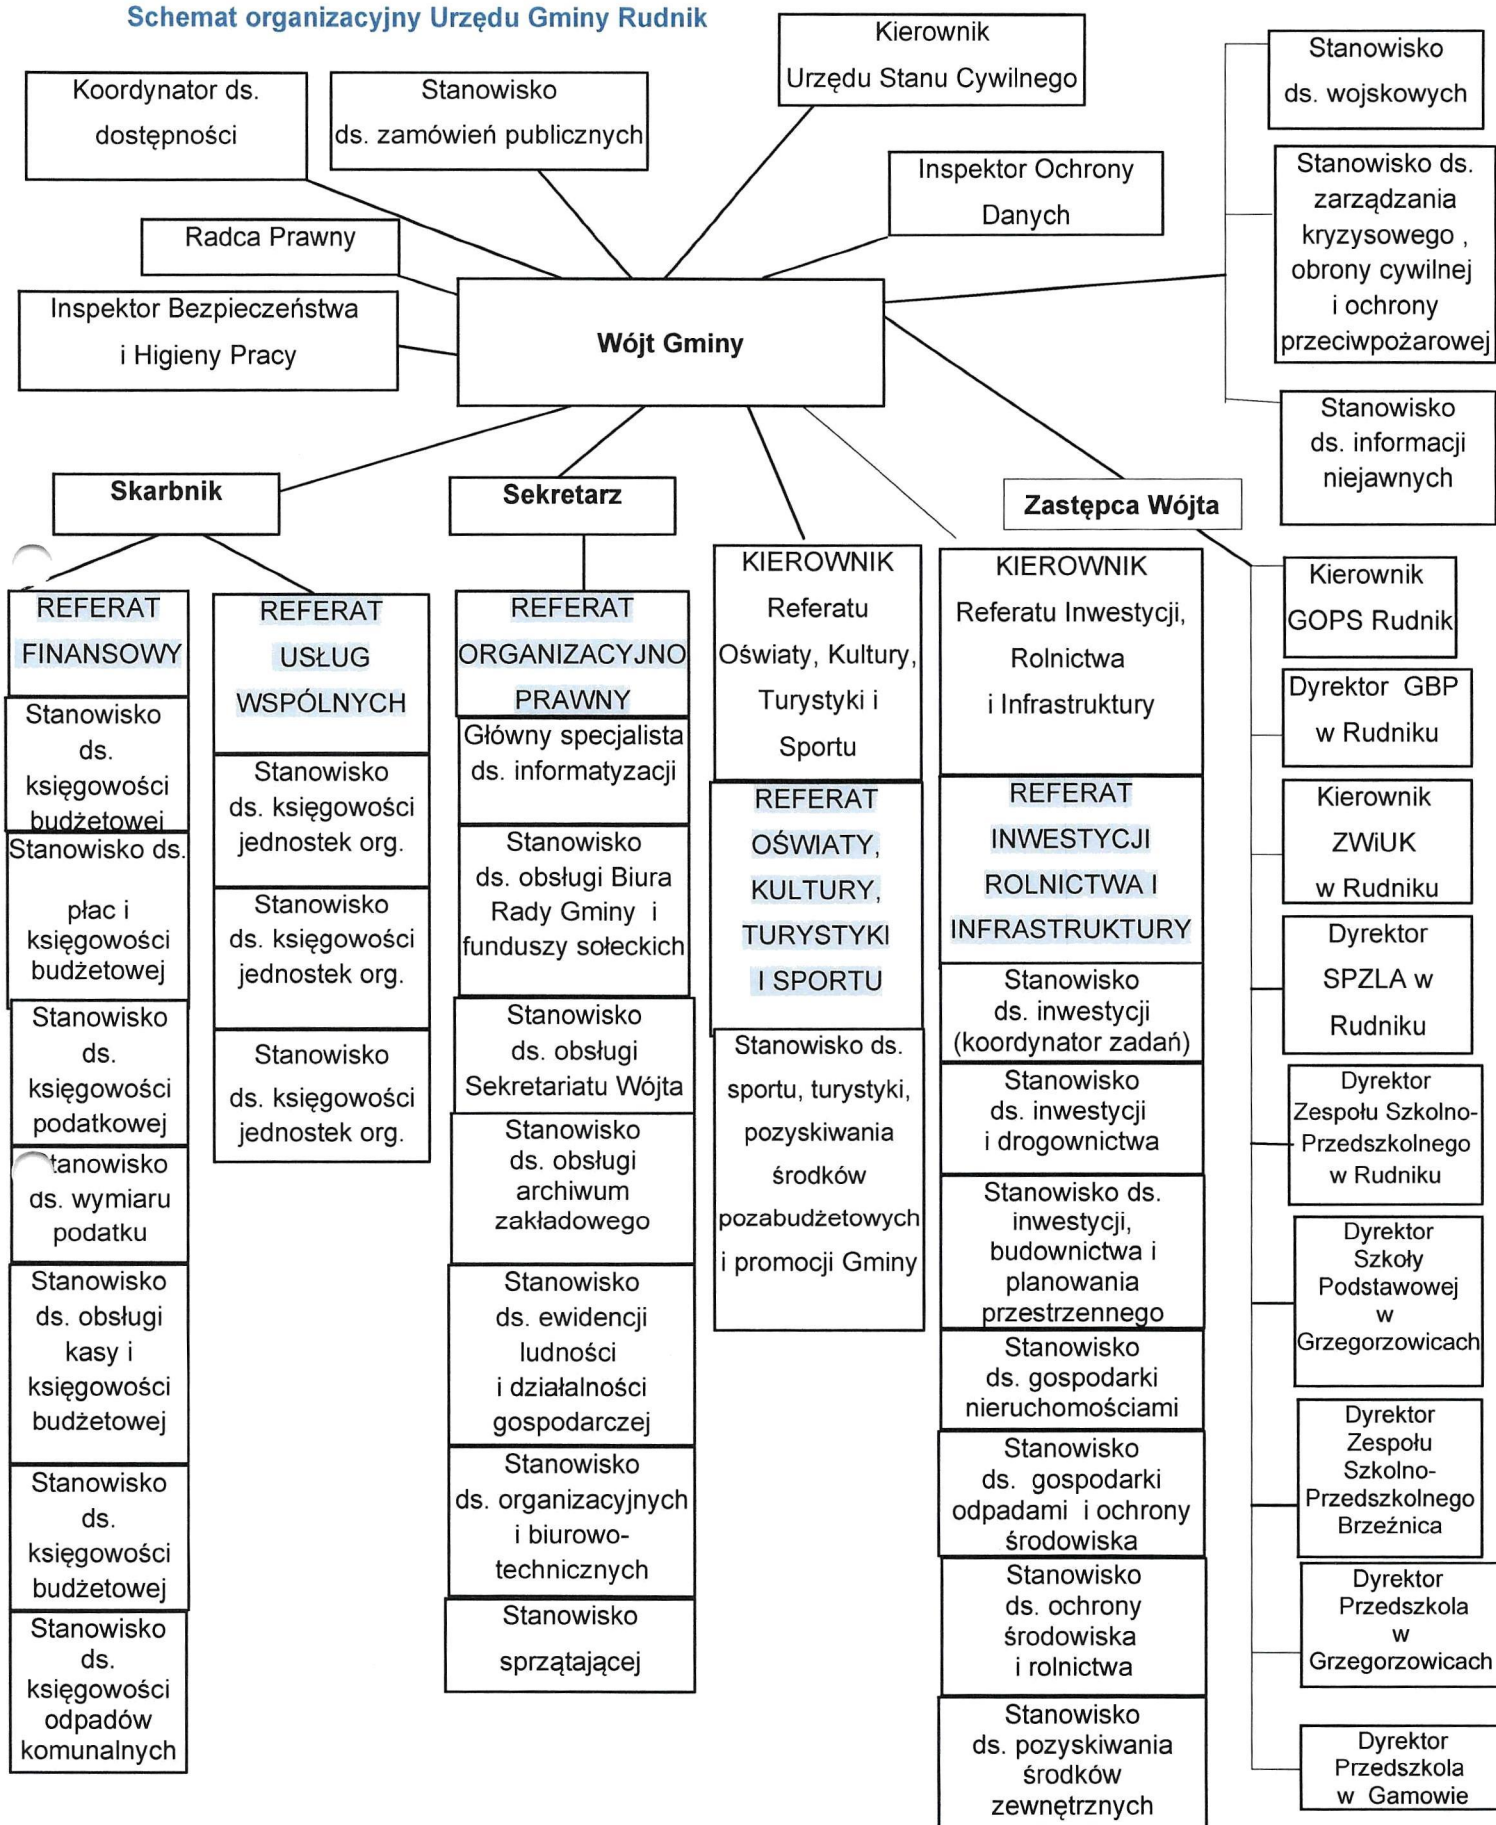 Schemat organizacyjny Urzędu Gminy Rudnik
Kierownik
Urzędu Stanu Cywilnego
Stanowisko
ds. wojskowych
Koordynator ds.
dostępności
Stanowisko
ds. zamówień publicznych
Inspektor Ochrony
Danych
Stanowisko ds.
zarządzania
kryzysowego ,
obrony cywilnej
i ochrony
przeciwpożarowej
Radca Prawny
Inspektor Bezpieczeństwa
i Higieny Pracy
Wójt Gminy
Stanowisko
ds. informacji
niejawnych
Skarbnik
Sekretarz
Zastępca Wójta
REFERAT
FINANSOWY
Stanowisko
ds.
księgowości
budżetowej
Stanowisko ds.
płac i
księgowości
budżetowej
Stanowisko
ds.
księgowości
podatkowej
tanowisko
ds. wymiaru
podatku
Stanowisko
ds. obsługi
kasy i
księgowości
budżetowej
Stanowisko
ds.
księgowości
budżetowej
Stanowisko
ds.
księgowości
odpadów
komunalnych
REFERAT
USŁUG
WSPÓLNYCH
Stanowisko
ds. księgowości
jednostek org.
Stanowisko
ds. księgowości
jednostek org.
Stanowisko
ds. księgowości
jednostek org.
REFERAT
ORGANIZACYJNO
PRAWNY
Główny specjalista
ds. informatyzacji
Stanowisko
ds. obsługi Biura
Rady Gminy i
funduszy sołeckich
Stanowisko
ds. obsługi
Sekretariatu Wójta
Stanowisko
ds. obsługi
archiwum
zakładowego
Stanowisko
ds. ewidencji
ludności
i działalności
gospodarczej
Stanowisko
ds. organizacyjnych
i biurowo-
technicznych
Stanowisko
sprzątającej
KIEROWNIK
Referatu
Oświaty, Kultury,
Turystyki i
Sportu
REFERAT
OŚWIATY,
KULTURY,
TURYSTYKI
I SPORTU
Stanowisko ds.
sportu, turystyki,
pozyskiwania
środków
pozabudżetowych
i promocji Gminy
KIEROWNIK
Referatu Inwestycji,
Rolnictwa
i Infrastruktury
REFERAT
INWESTYCJI
ROLNICTWA I
INFRASTRUKTURY
Stanowisko
ds. inwestycji
(koordynator zadań)
Stanowisko
ds. inwestycji
i drogownictwa
Stanowisko ds.
inwestycji,
budownictwa i
planowania
przestrzennego
Stanowisko
ds. gospodarki
nieruchomościami
Stanowisko
ds. gospodarki
odpadami i ochrony
środowiska
Stanowisko
ds. ochrony
środowiska
i rolnictwa
Stanowisko
ds. pozyskiwania
środków
zewnętrznych
Kierownik
GOPS Rudnik
Dyrektor GBP
w Rudniku
Kierownik
ZWiUK
w Rudniku
Dyrektor
SPZLA w
Rudniku
Dyrektor
Zespołu Szkolno-
Przedszkolnego
w Rudniku
Dyrektor
Szkoły
Podstawowej
w
Grzegorzowicach
Dyrektor
Zespołu
Szkolno-
Przedszkolnego
Brzeźnica
Dyrektor
Przedszkola
w
Grzegorzowicach
Dyrektor
Przedszkola
w Gamowie